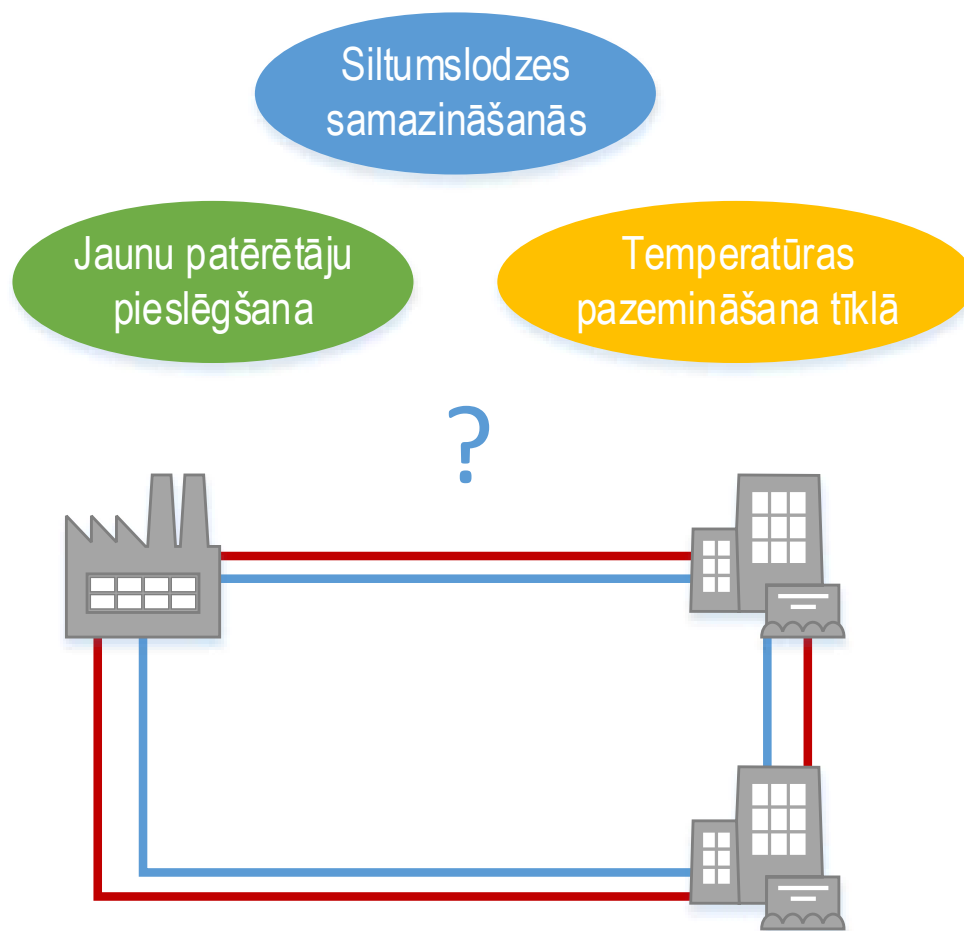 Siltumslodzes
samazināšanās
Jaunu patērētāju
pieslēgšana
Temperatūras
pazemināšana tīklā
?